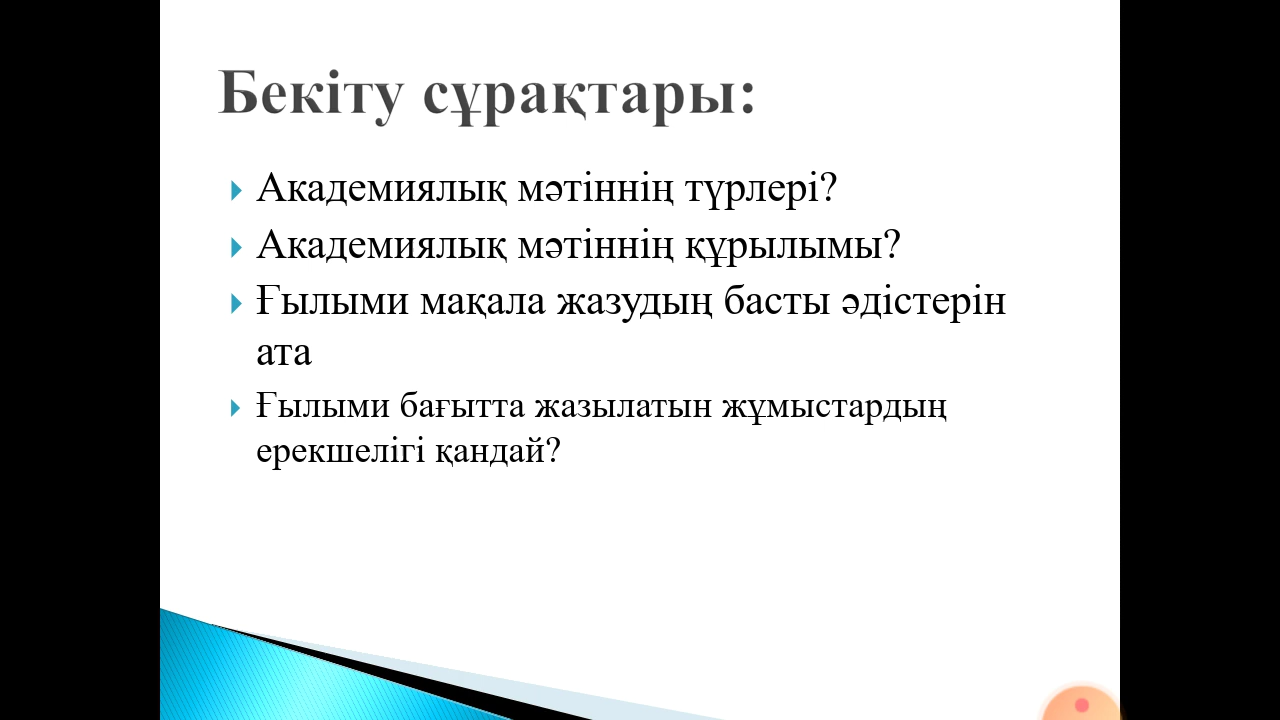 Бекіту сұрақтары:
Академиялық мәтіннің түрлері?
Академиялық мәтіннің құрылымы?
Ғылыми мақала жазудың басты әдістерін
ата
Ғылыми бағытта жазылатын жұмыстардың
ерекшелігі қандай?